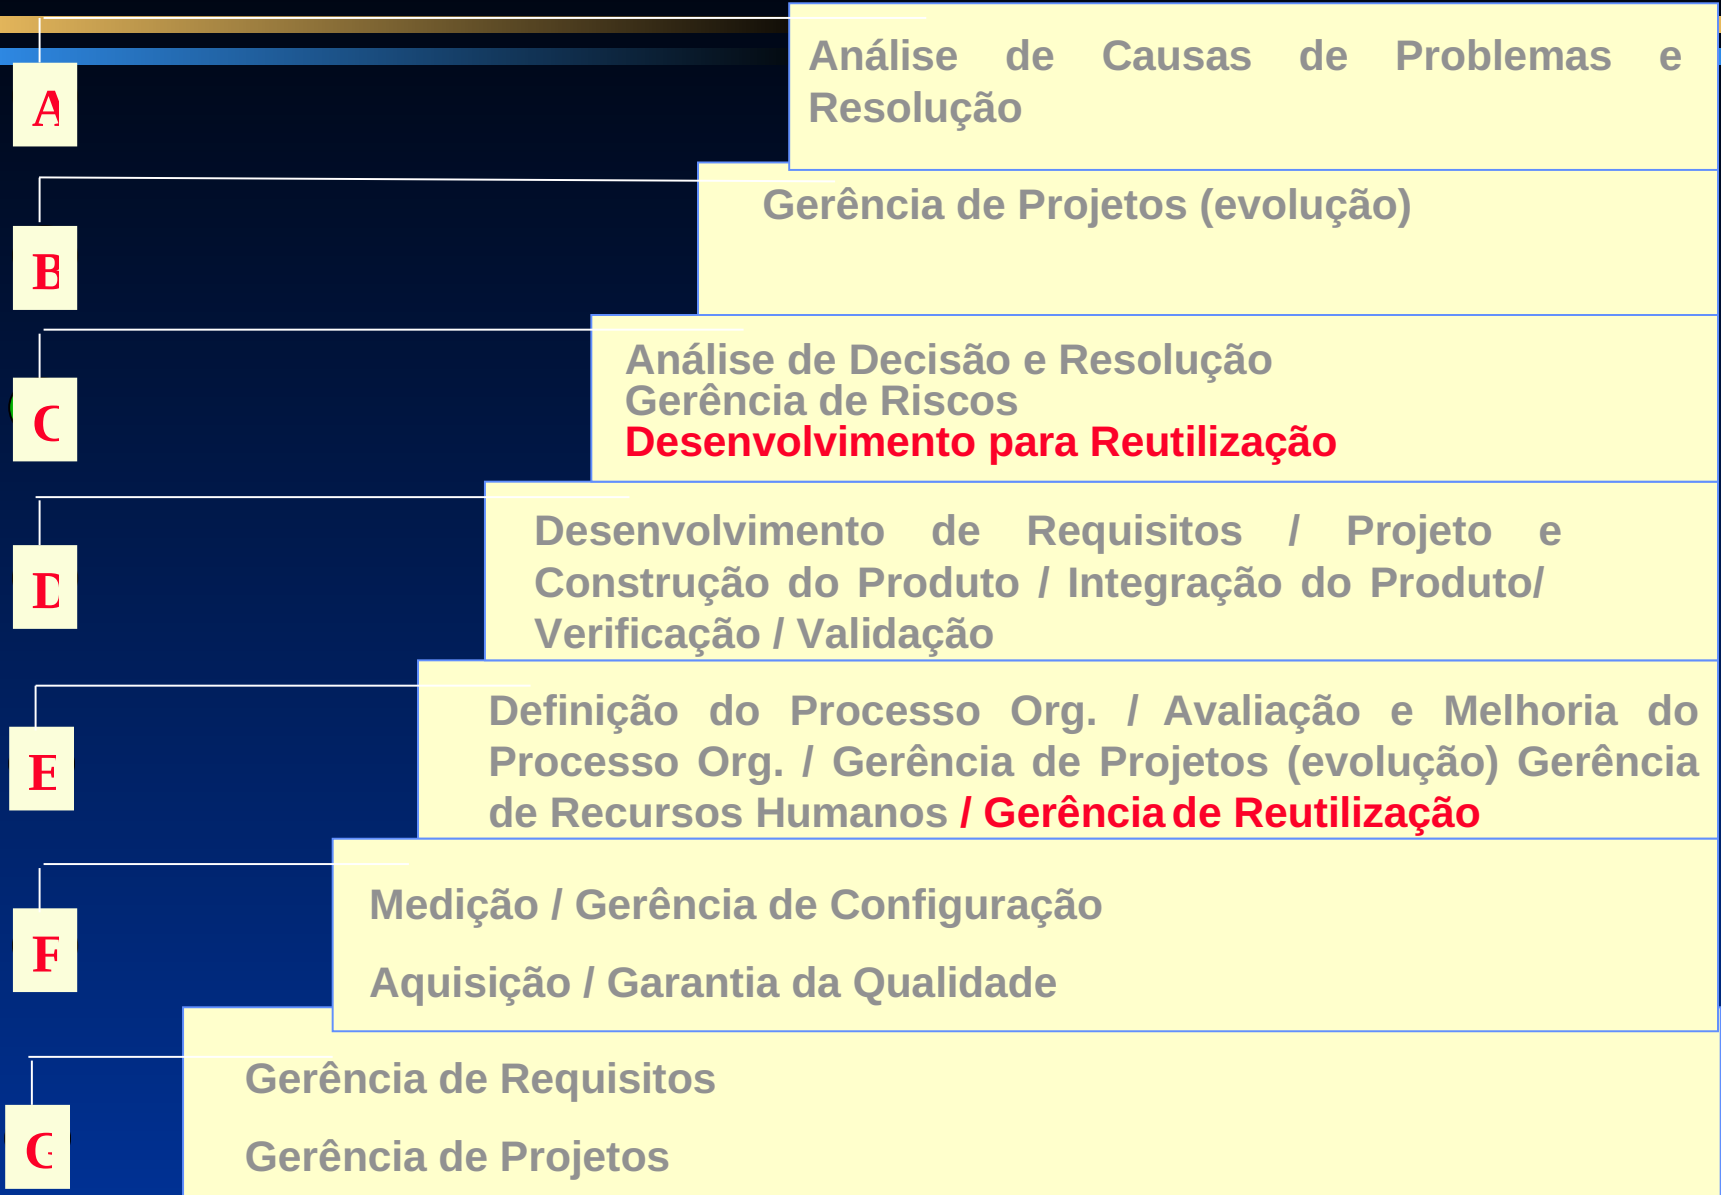 A
Análise de Causas de Problemas e
Resolução
B
Gerência de Projetos (evolução)
C
Análise de Decisão e Resolução
Gerência de Riscos
Desenvolvimento para Reutilização
D
Desenvolvimento de Requisitos / Projeto e
Construção do Produto / Integração do Produto/
Verificação / Validação
E
Definição do Processo Org. / Avaliação e Melhoria do
Processo Org. / Gerência de Projetos (evolução) Gerência
de Recursos Humanos / Gerência de Reutilização
F
Medição / Gerência de Configuração
Aquisição / Garantia da Qualidade
G
Gerência de Requisitos
Gerência de Projetos